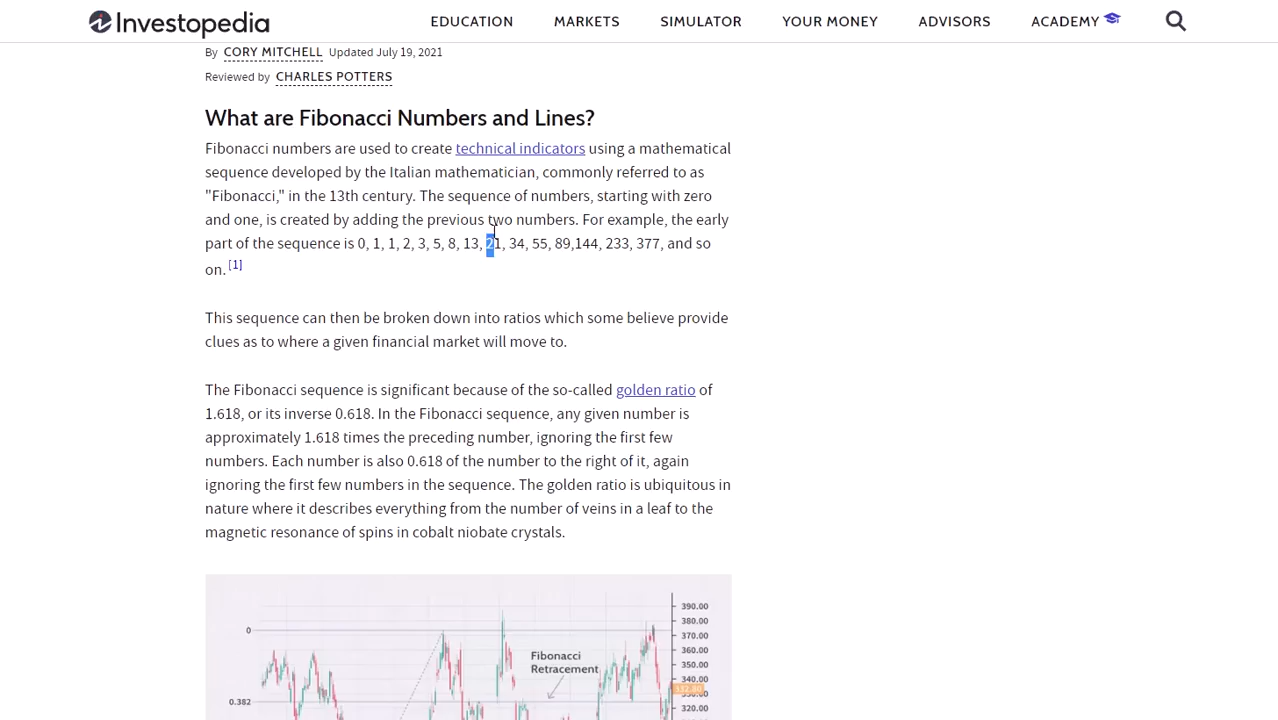 Investopedia
EDUCATION MARKETS SIMULATOR YOUR MONEY ADVISORS ACADEMY
By CORY MITCHELL Updated July 19, 2021
Reviewed by CHARLES POTTERS
What are Fibonacci Numbers and Lines?
Fibonacci numbers are used to create technical indicators using a mathematical
sequence developed by the Italian mathematician, commonly referred to as
"Fibonacci," in the 13th century. The sequence of numbers, starting with zero
and one, is created by adding the previous two numbers. For example, the early
part of the sequence is 0, 1, 1, 2, 3, 5, 8, 13, 21, 34, 55, 89,144, 233, 377, and so
on. [1]
This sequence can then be broken down into ratios which some believe provide
clues as to where a given financial market will move to.
The Fibonacci sequence is significant because of the so-called golden ratio of
1.618, or its inverse 0.618. In the Fibonacci sequence, any given number is
approximately 1.618 times the preceding number, ignoring the first few
numbers. Each number is also 0.618 of the number to the right of it, again
ignoring the first few numbers in the sequence. The golden ratio is ubiquitous in
nature where it describes everything from the number of veins in a leaf to the
magnetic resonance of spins in cobalt niobate crystals.
390.00
380.00
0
370.00
Fibonacci
360.00
Retracement
350.00
340.00
332.80
0.382
320.00